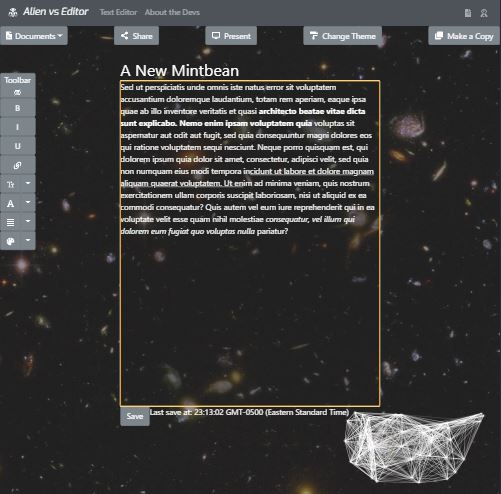 Alien vs Editor Text Editor About the Devs
Documents Share Present Change Theme Make a Copy
A New Mintbean
Toolbar
B
I
U
Tт
A
Sed ut perspiciatis unde omnis iste natus error sit voluptatem
accusantium doloremque laudantium, totam rem aperiam, eaque ipsa
quae ab illo inventore veritatis et quasi architecto beatae vitae dicta
sunt explicabo. Nemo enim ipsam voluptatem quia voluptas sit
aspernatur aut odit aut fugit, sed quia consequuntur magni dolores eos
qui ratione voluptatem sequi nesciunt. Neque porro quisquam est, qui
dolorem ipsum quia dolor sit amet, consectetur, adipisci velit, sed quia
non numquam eius modi tempora incidunt ut labore et dolore magnam
aliquam quaerat voluptatem. Ut enim ad minima veniam, quis nostrum
exercitationem ullam corporis suscipit laboriosam, nisi ut aliquid ex ea
commodi consequatur? Quis autem vel eum iure reprehenderit qui in ea
voluptate velit esse quam nihil molestiae consequatur, vel illum qui
dolorem eum fugiat quo voluptas nulla pariatur?
Save Last save at: 23:13:02 GMT-0500 (Eastern Standard Time)